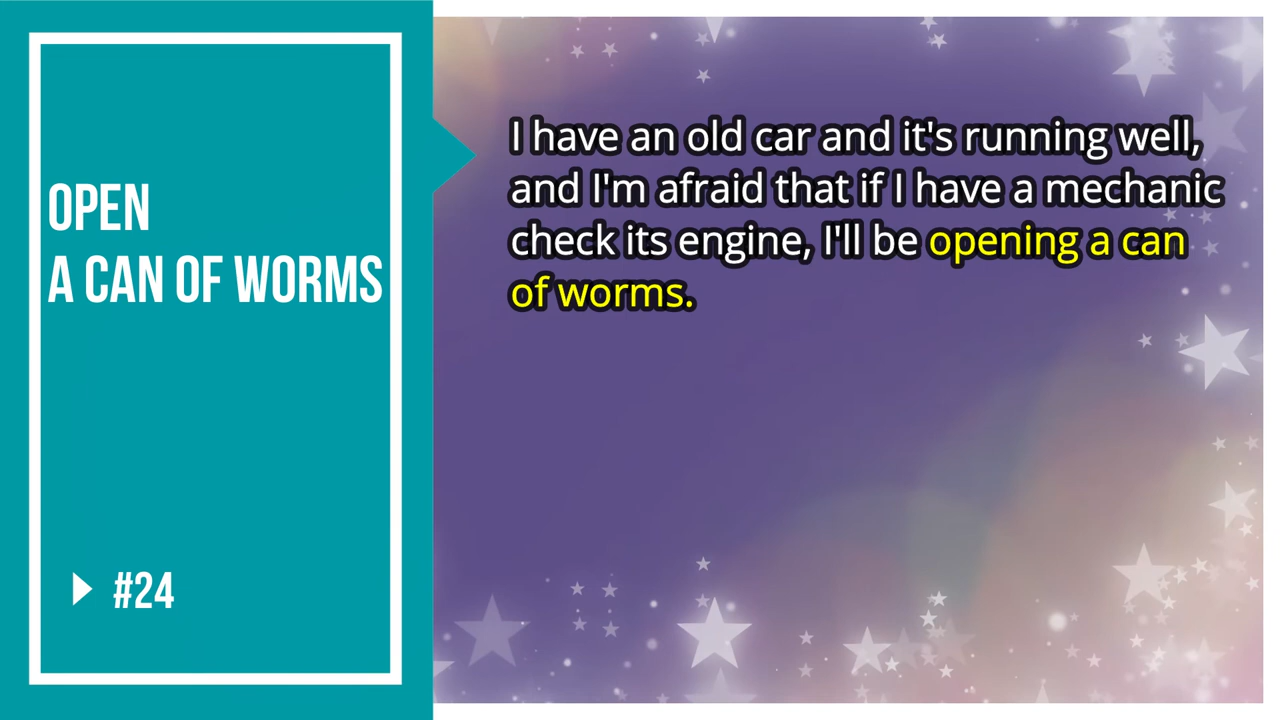 OPEN
A CAN OF WORMS
#24
I have an old car and it's running well,
and I'm afraid that if I have a mechanic
check its engine, I'll be opening a can
of worms.